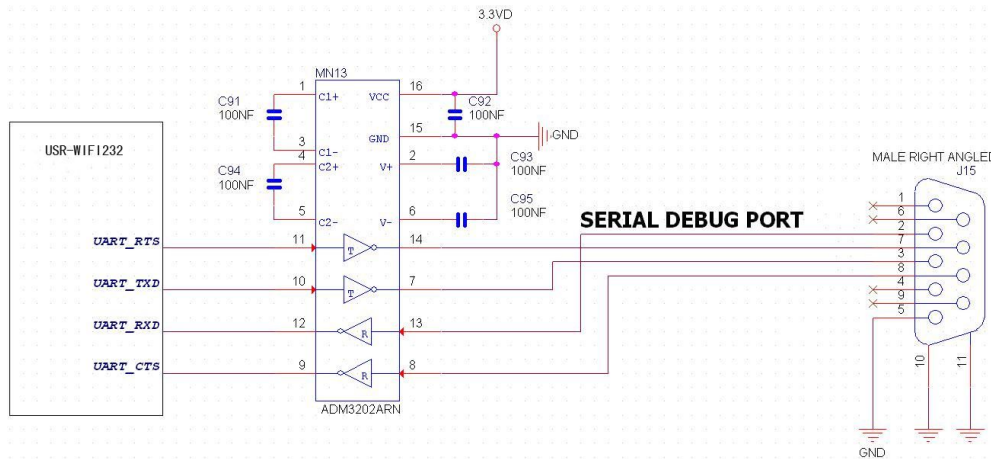 3.3VD
MN13
1 C1+ VCC 16
C91
100NF
C92
100NF
GND 15
GND
3 C1-
4 C2+ V+ 2
C93
100NF
C94
100NF
5 C2- V- 6
C95
100NF
USR-WIFI232
SERIAL DEBUG PORT
MALE RIGHT ANGLED
J15
UART_RTS 11 T 14
UART_TXD 10 T 7
UART_RXD 12 R 13
UART_CTS 9 R 8
ADM3202ARN
1
6
2
7
3
8
4
9
5
10
11
GND